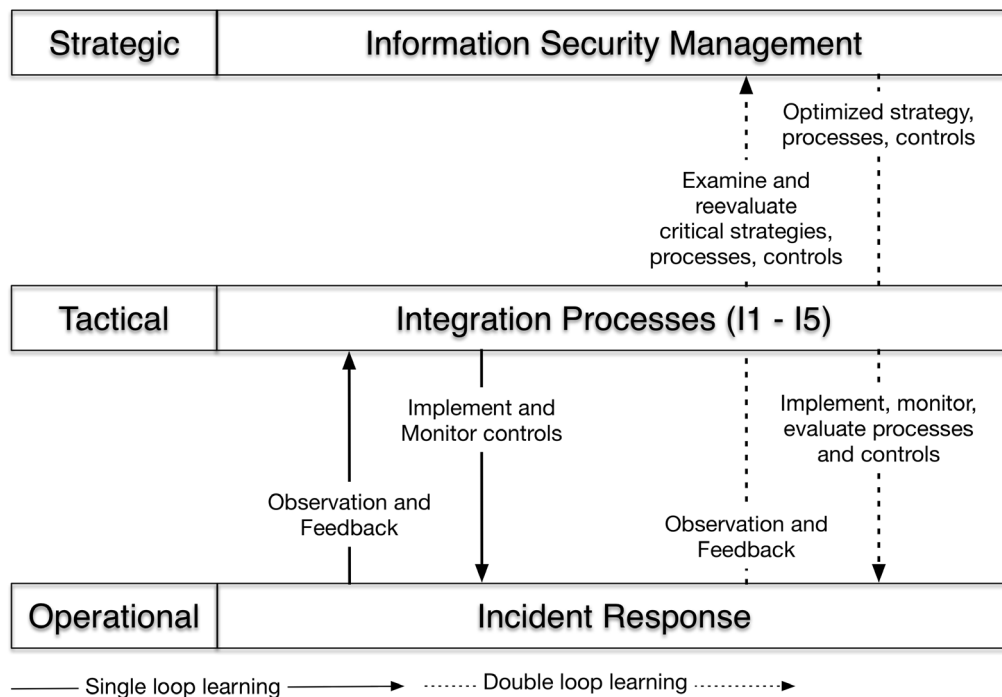 Strategic
Information Security Management
Optimized strategy,
processes, controls
Examine and
reevaluate
critical strategies,
processes, controls
Tactical
Integration Processes (I1 - I5)
Implement and
Monitor controls
Implement, monitor,
evaluate processes
and controls
Observation and
Feedback
Observation and
Feedback
Operational
Incident Response
Single loop learning
Double loop learning